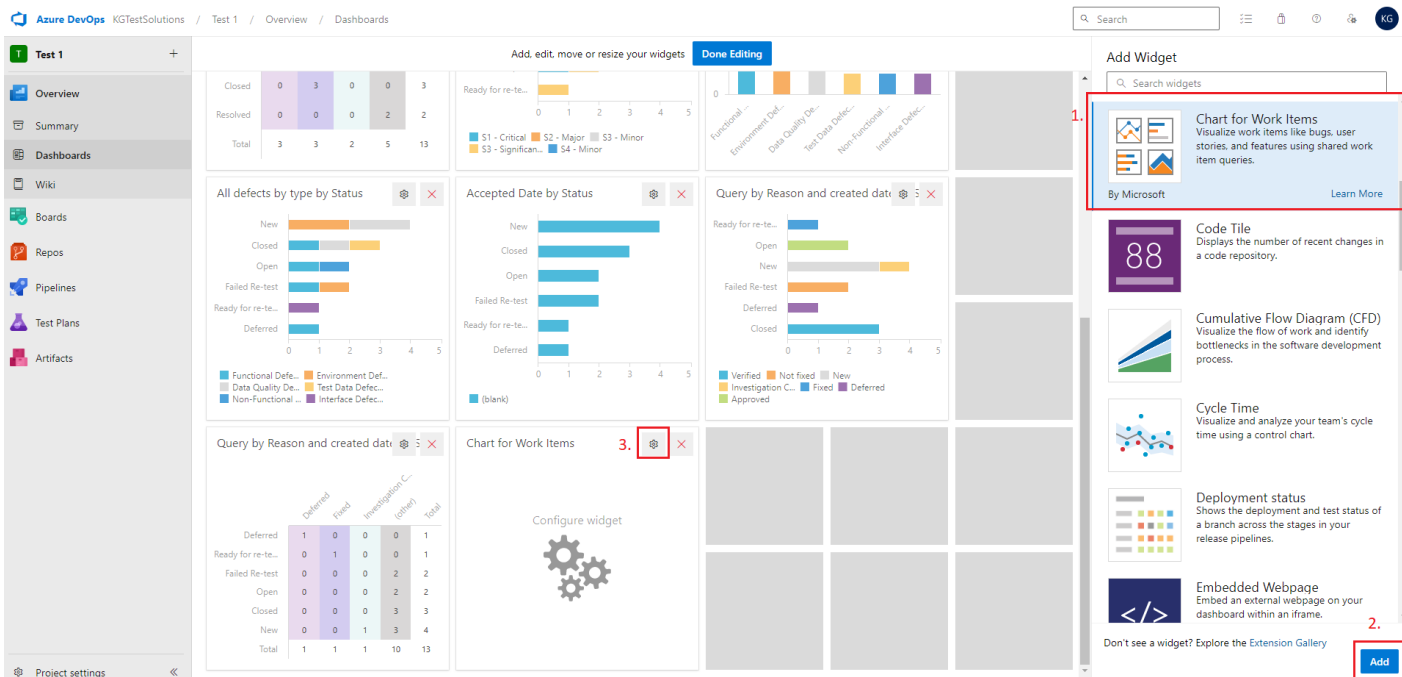 Azure DevOps KGTestSolutions / Test 1 / Overview / Dashboards
Search
KG
T Test 1 +
Overview
Summary
Dashboards
Wiki
Boards
Repos
Pipelines
Test Plans
Artifacts
Project settings
Add, edit, move or resize your widgets Done Editing
Closed 0 3 0 0 3
Resolved 0 0 0 2 2
Total 3 3 2 5 13
Ready for re-te...
0 1 2 3 4 5
S1 - Critical S2 - Major S3 - Minor
S3 - Significan... S4 - Minor
0
Functional ... Environment Def... Data Quality De... Test Data Defec... Non-Functional ... Interface Defec...
All defects by type by Status
New
Closed
Open
Failed Re-test
Ready for re-te...
Deferred
0 1 2 3 4 5
Functional Defe... Environment Def...
Data Quality De... Test Data Defec...
Non-Functional ... Interface Defec...
Accepted Date by Status
New
Closed
Open
Failed Re-test
Ready for re-te...
Deferred
0 1 2 3 4 5
(blank)
Query by Reason and created date
Ready for re-te...
Open
New
Failed Re-test
Deferred
Closed
0 1 2 3 4 5
Verified Not fixed New
Investigation C... Fixed Deferred
Approved
Query by Reason and created date
Deferred Fixed Investigation C... (other) Total
Deferred 1 0 0 0 1
Ready for re-te... 0 1 0 0 1
Failed Re-test 0 0 0 2 2
Open 0 0 0 2 2
Closed 0 0 0 3 3
New 0 0 1 3 4
Total 1 1 1 10 13
Chart for Work Items 3.
Configure widget
Add Widget
Search widgets
1.
Chart for Work Items
Visualize work items like bugs, user
stories, and features using shared work
item queries.
By Microsoft Learn More
88
Code Tile
Displays the number of recent changes in
a code repository.
Cumulative Flow Diagram (CFD)
Visualize the flow of work and identify
bottlenecks in the software development
process.
Cycle Time
Visualize and analyze your team's cycle
time using a control chart.
Deployment status
Shows the deployment and test status of
a branch across the stages in your
release pipelines.
</>
Embedded Webpage
Embed an external webpage on your
dashboard within an iframe.
2.
Don't see a widget? Explore the Extension Gallery
Add